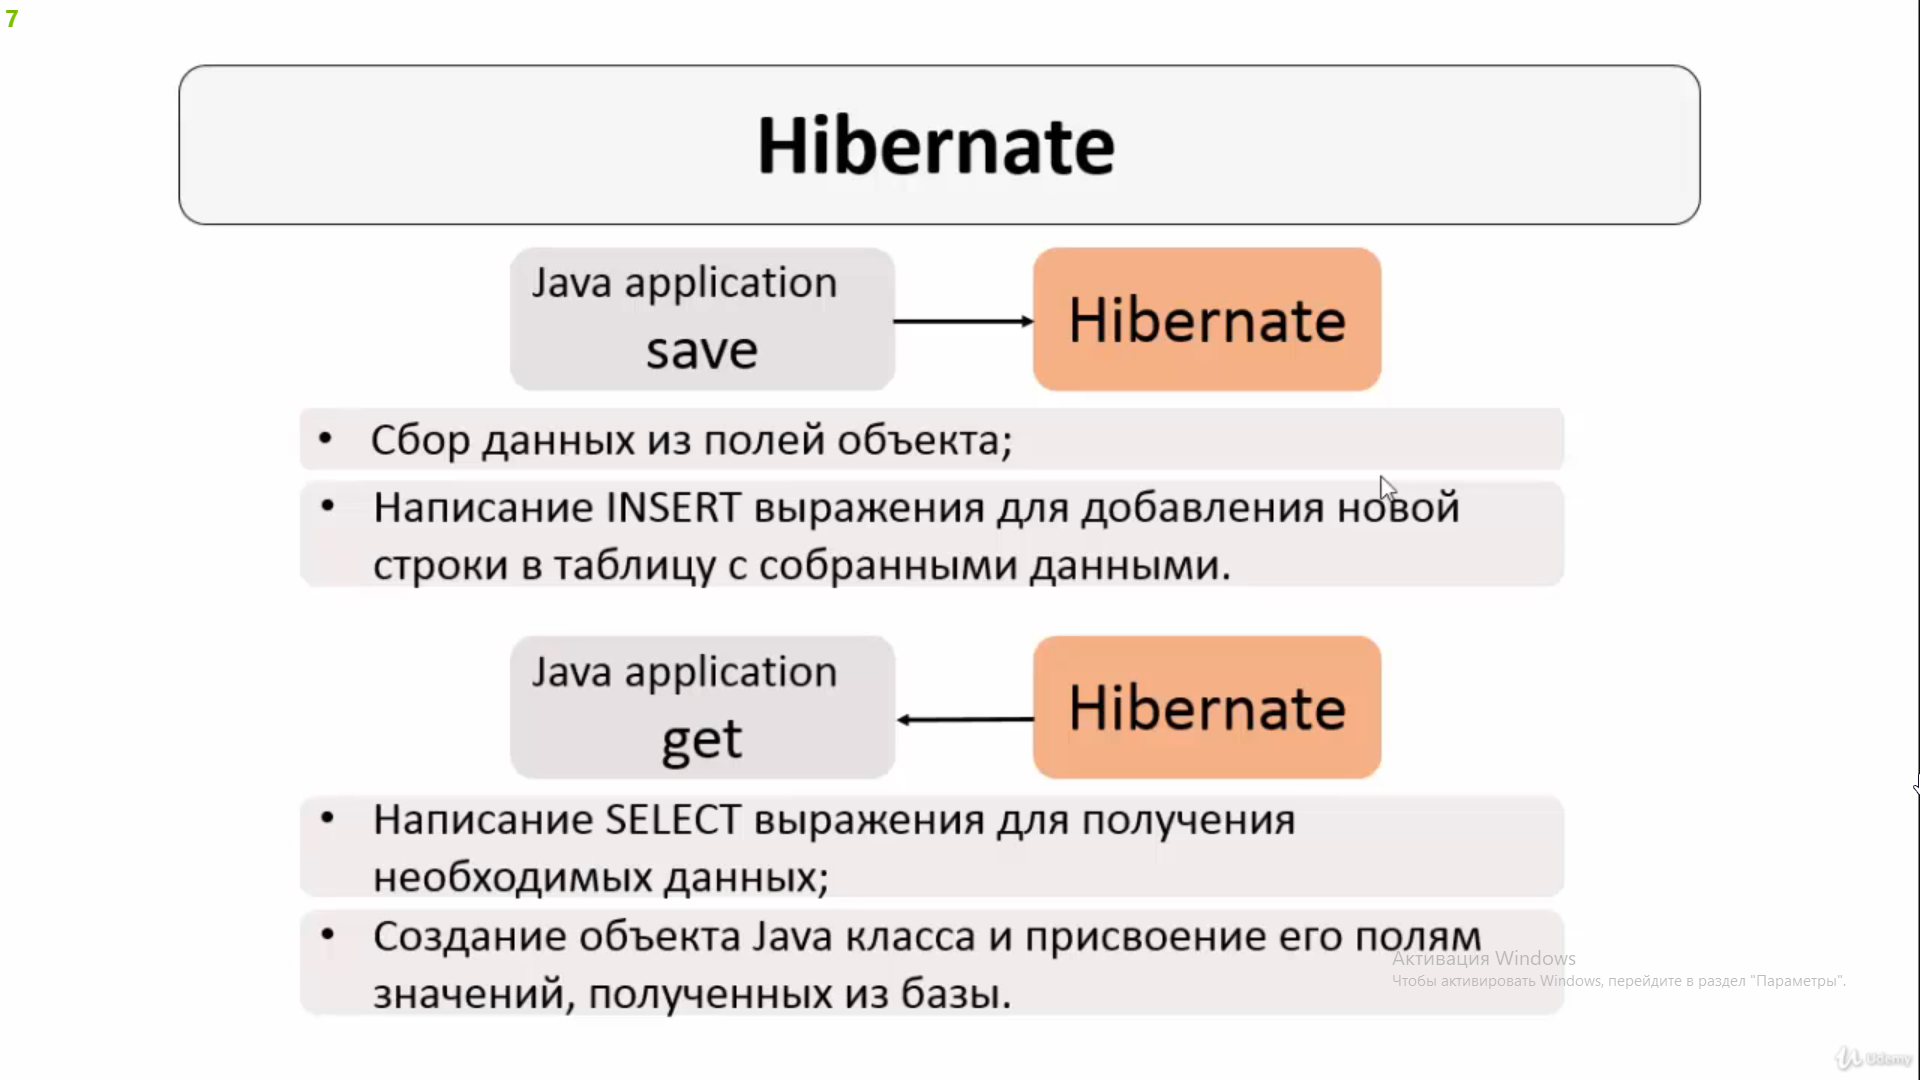 7
Hibernate
Java application
save
Hibernate
• Сбор данных из полей объекта;
• Написание INSERT выражения для добавления новой
строки в таблицу с собранными данными.
Java application
get
Hibernate
• Написание SELECT выражения для получения
необходимых данных;
• Создание объекта Java класса и присвоение его полям
значений, полученных из базы.
Активация Windows
Чтобы активировать Windows, перейдите в раздел "Параметры".
Udemy